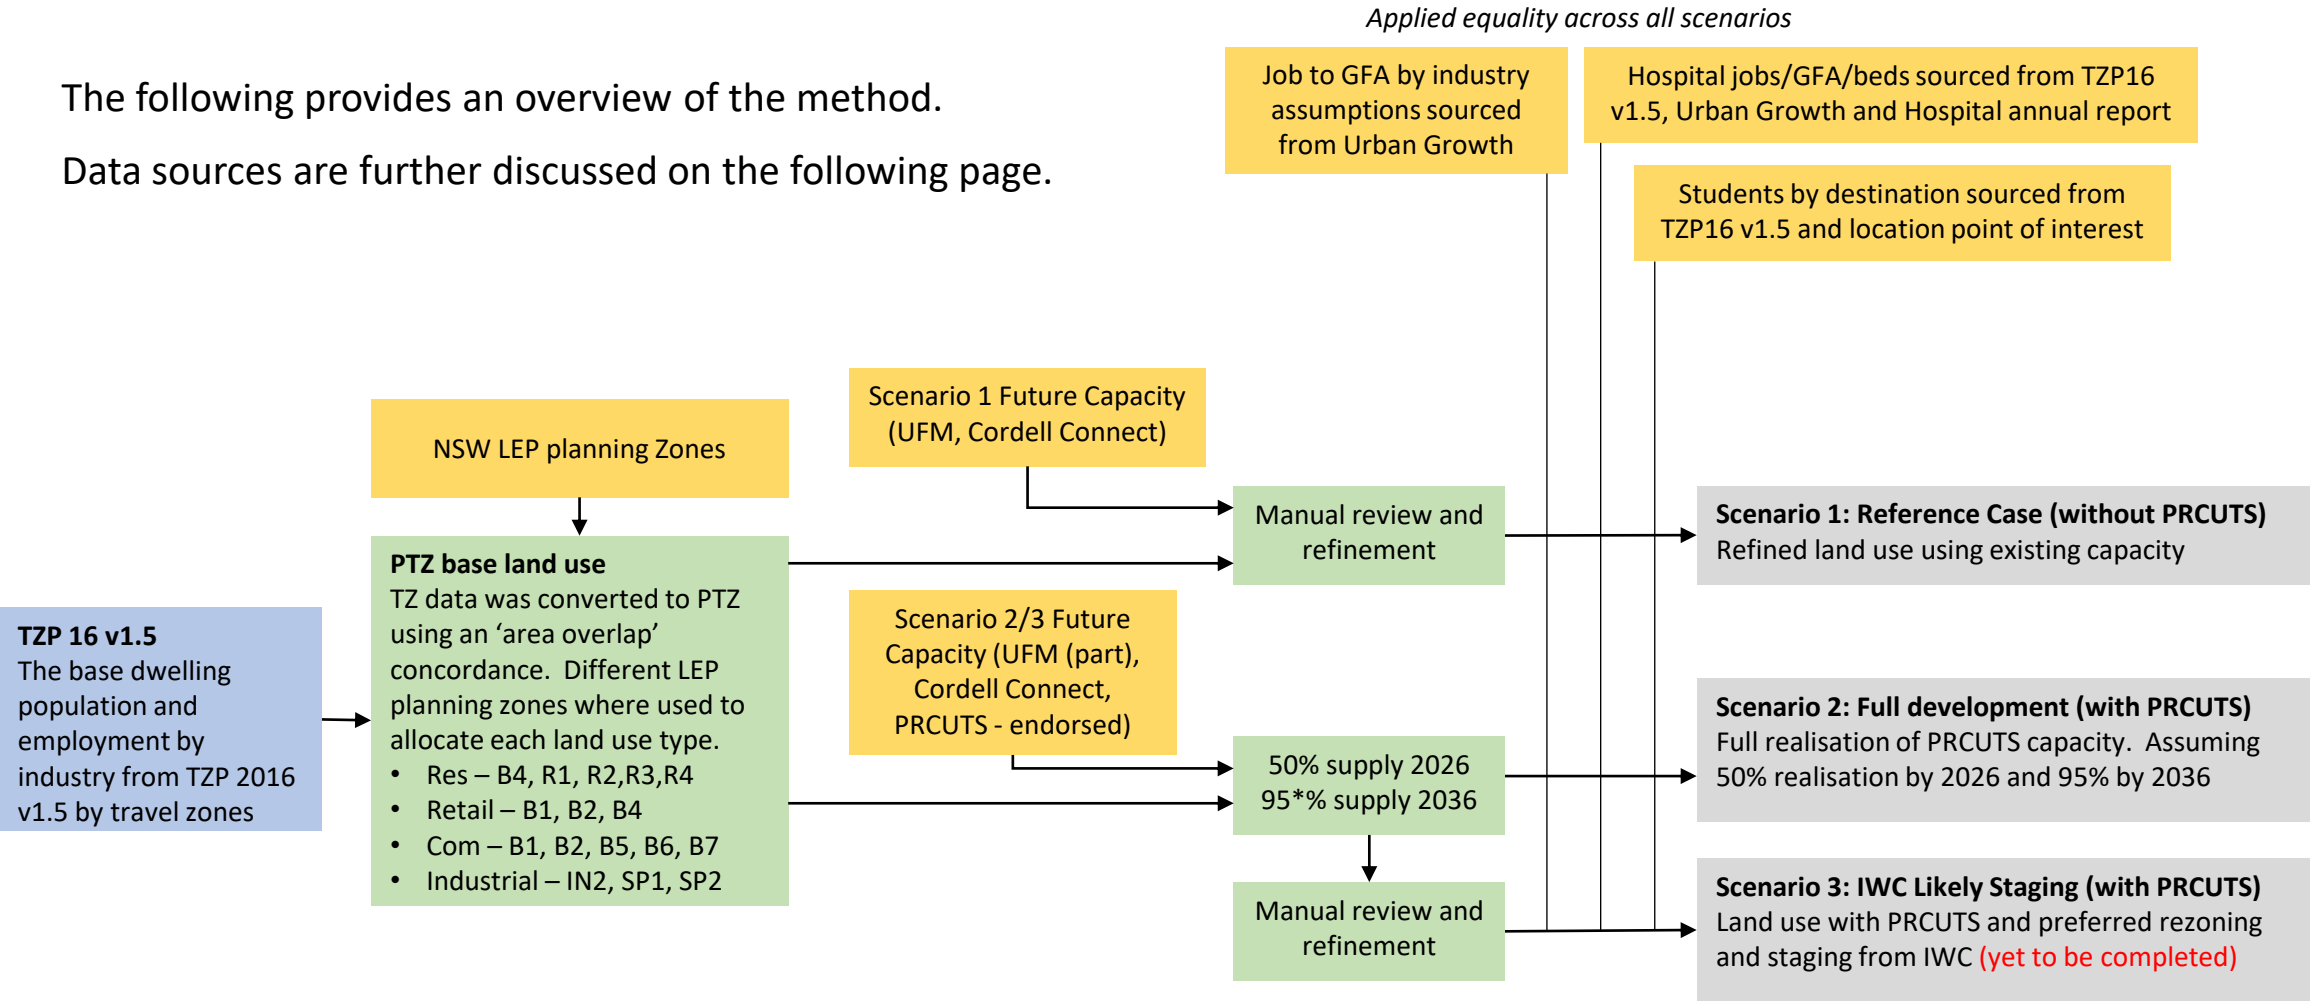 Applied equality across all scenarios
The following provides an overview of the method.
Data sources are further discussed on the following page.
Job to GFA by industry
assumptions sourced
from Urban Growth
Hospital jobs/GFA/beds sourced from TZP16
v1.5, Urban Growth and Hospital annual report
Students by destination sourced from
TZP16 v1.5 and location point of interest
TZP 16 v1.5
The base dwelling
population and
employment by
industry from TZP 2016
v1.5 by travel zones
NSW LEP planning Zones
PTZ base land use
TZ data was converted to PTZ
using an ‘area overlap’
concordance.  Different LEP
planning zones where used to
allocate each land use type.
• Res – B4, R1, R2,R3,R4
• Retail – B1, B2, B4
• Com – B1, B2, B5, B6, B7
• Industrial – IN2, SP1, SP2
Scenario 1 Future Capacity
(UFM, Cordell Connect)
Scenario 2/3 Future
Capacity (UFM (part),
Cordell Connect,
PRCUTS - endorsed)
Manual review and
refinement
50% supply 2026
95*% supply 2036
Manual review and
refinement
Scenario 1: Reference Case (without PRCUTS)
Refined land use using existing capacity
Scenario 2: Full development (with PRCUTS)
Full realisation of PRCUTS capacity.  Assuming
50% realisation by 2026 and 95% by 2036
Scenario 3: IWC Likely Staging (with PRCUTS)
Land use with PRCUTS and preferred rezoning
and staging from IWC (yet to be completed)